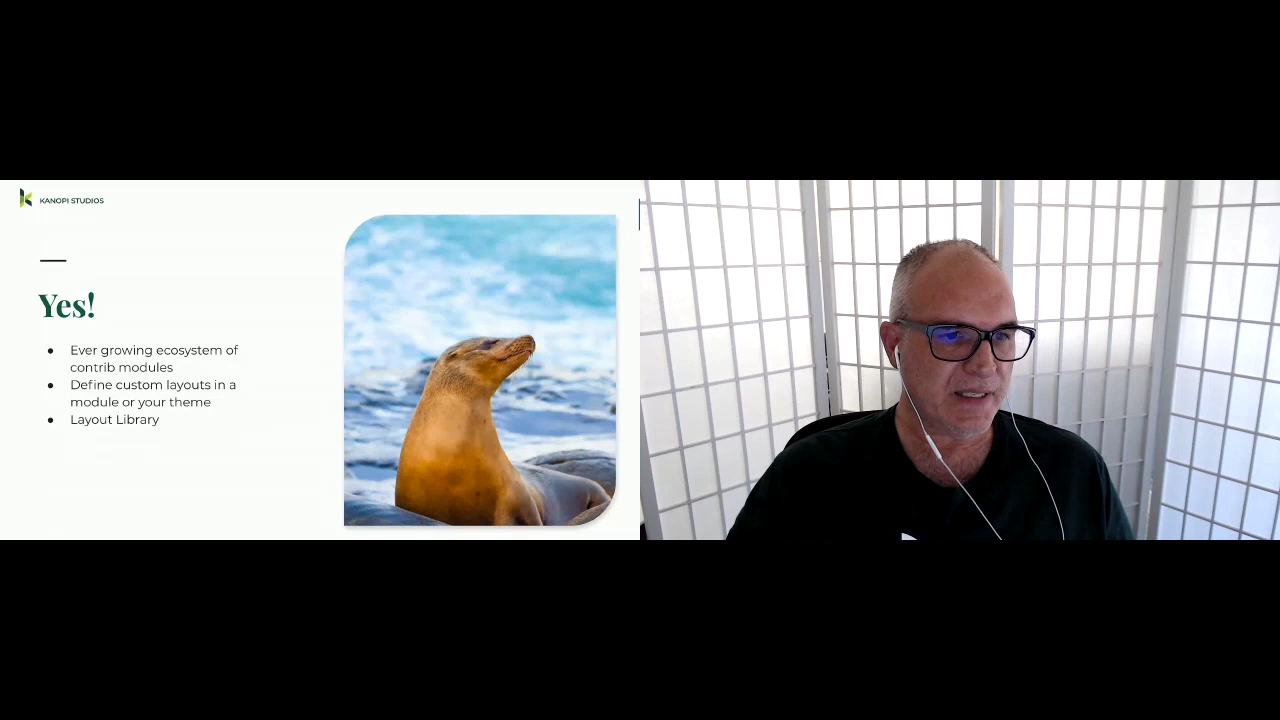 KANOPI STUDIOS
Yes!
● Ever growing ecosystem of
contrib modules
● Define custom layouts in a
module or your theme
● Layout Library